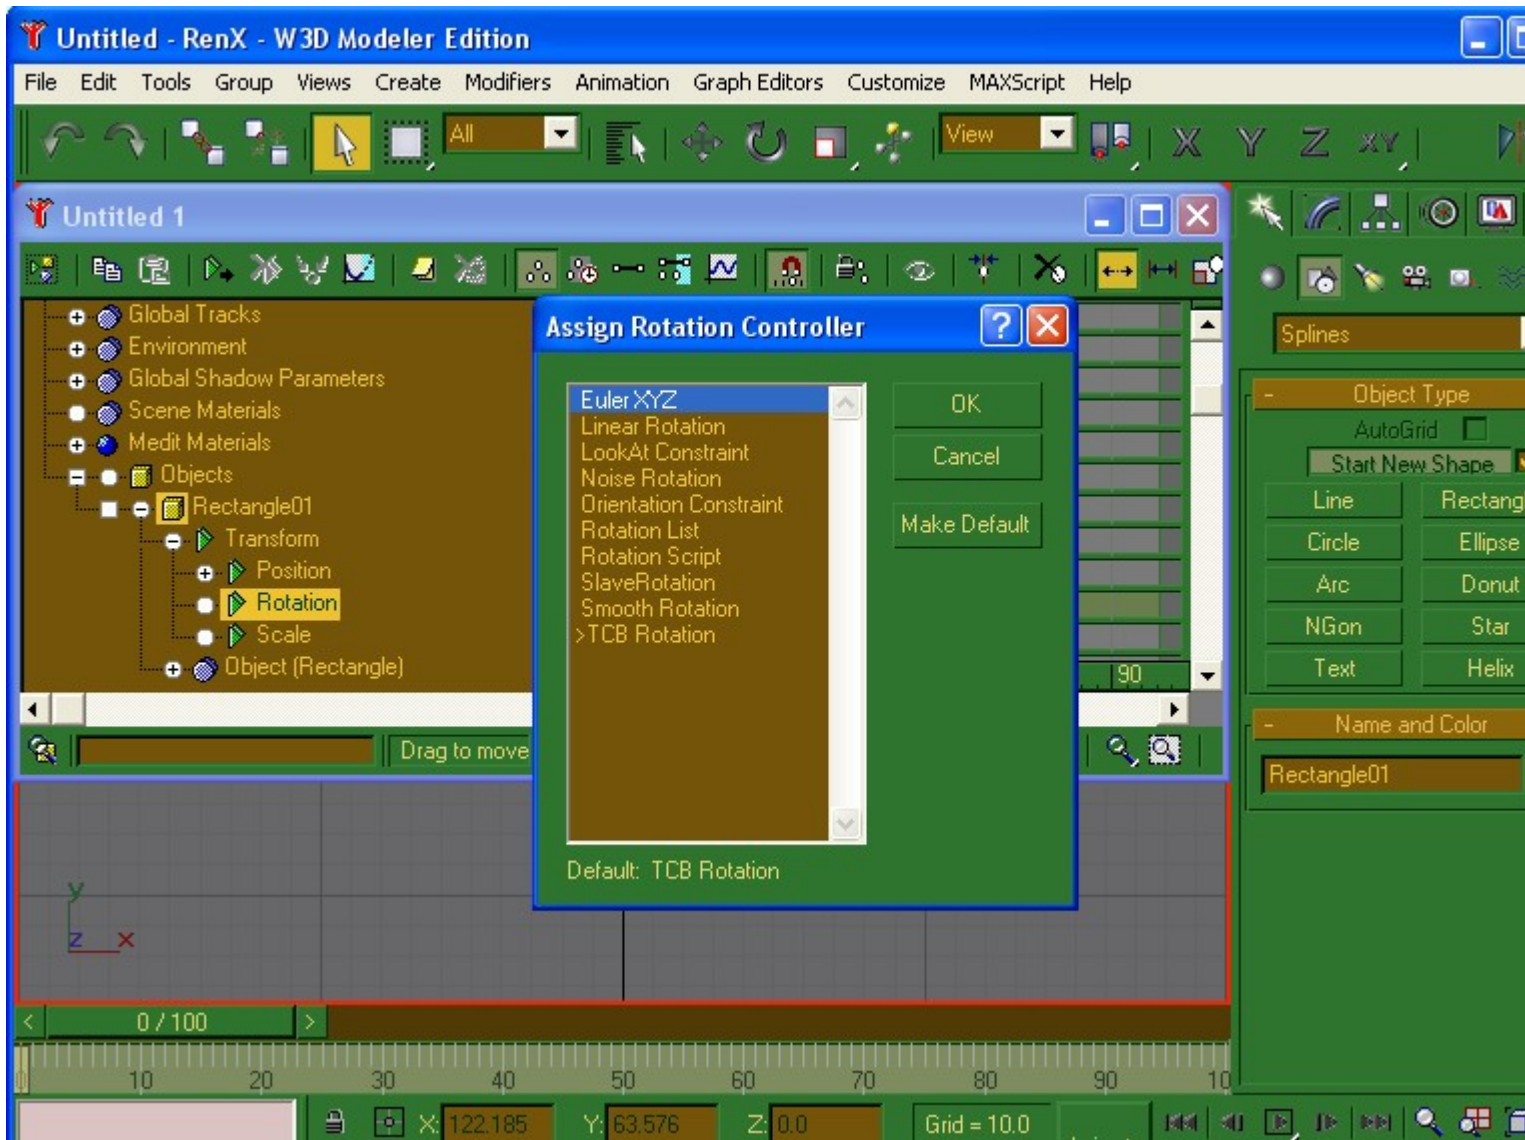 Untitled - RenX - W3D Modeler Edition
File Edit Tools Group Views Create Modifiers Animation Graph Editors Customize MAXScript Help
All
View
X Y Z XY
Untitled 1
Global Tracks
Environment
Global Shadow Parameters
Scene Materials
Medit Materials
Objects
Rectangle01
Transform
Position
Rotation
Scale
Object (Rectangle)
90
Drag to move
Assign Rotation Controller
Euler XYZ
Linear Rotation
LookAt Constraint
Noise Rotation
Orientation Constraint
Rotation List
Rotation Script
SlaveRotation
Smooth Rotation
>TCB Rotation
OK
Cancel
Make Default
Default: TCB Rotation
Splines
- Object Type
AutoGrid
Start New Shape
Line Rectang
Circle Ellipse
Arc Donut
NGon Star
Text Helix
- Name and Color
Rectangle01
y
z x
< 0 / 100 >
0 10 20 30 40 50 60 70 80 90 10
X: 122.185 Y: 63.576 Z: 0.0 Grid = 10.0